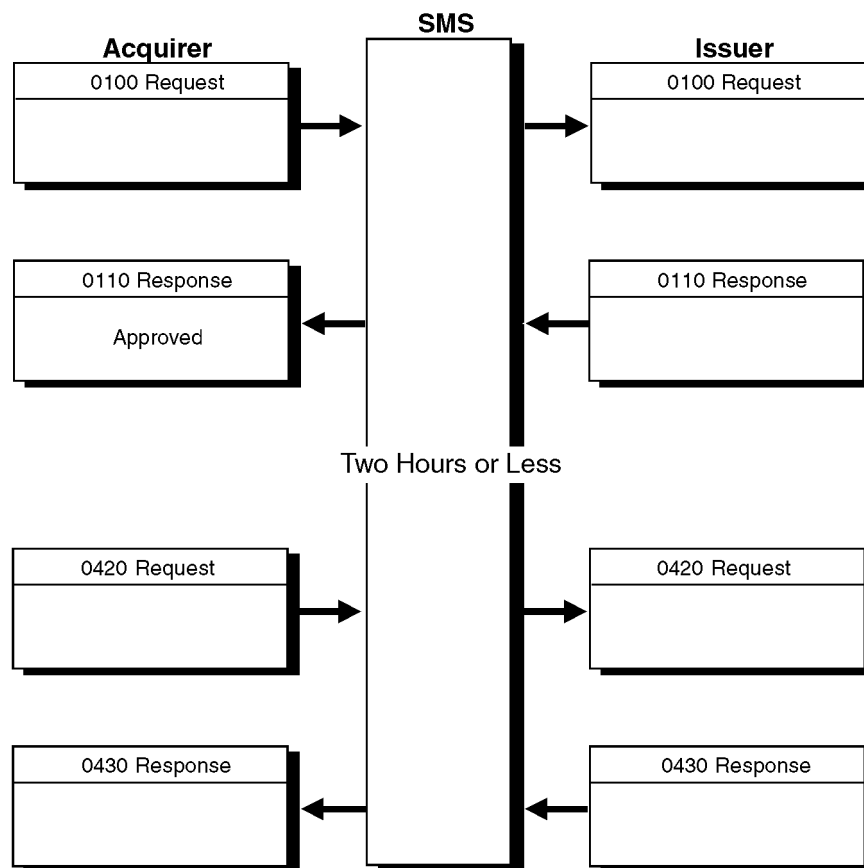 SMS
Acquirer
Issuer
0100 Request
0100 Request
0110 Response
0110 Response
Approved
Two Hours or Less
0420 Request
0420 Request
0430 Response
0430 Response